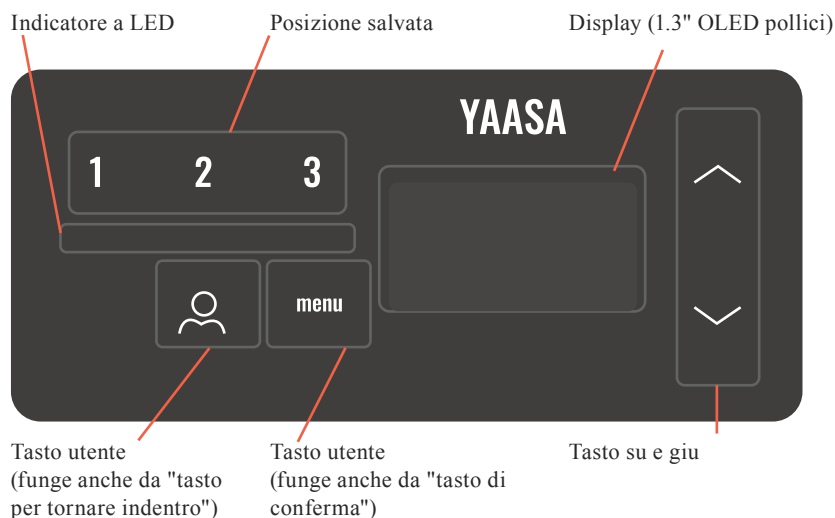 Indicatore a LED
Posizione salvata
Display (1.3" OLED pollici)
YAASA
1 2 3
menu
Tasto utente
(funge anche da "tasto
per tornare indentro")
Tasto utente
(funge anche da "tasto di
conferma")
Tasto su e giu